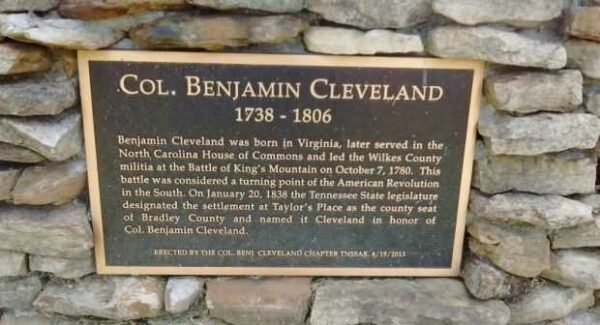 COL. BENJAMIN CLEVELAND
1738 - 1806
Benjamin Cleveland was born in Virginia, later served in the
North Carolina House of Commons and led the Wilkes County
militia at the Battle of King's Mountain on October 7, 1780. This
battle was considered a turning point of the American Revolution
in the South. On January 20, 1838 the Tennessee State legislature
designated the settlement at Taylor's Place as the county seat
of Bradley County and named it Cleveland in honor of
Col. Benjamin Cleveland.
ERECTED BY THE COL. BENJ. CLEVELAND CHAPTER TNSSAR, 4/19/2013